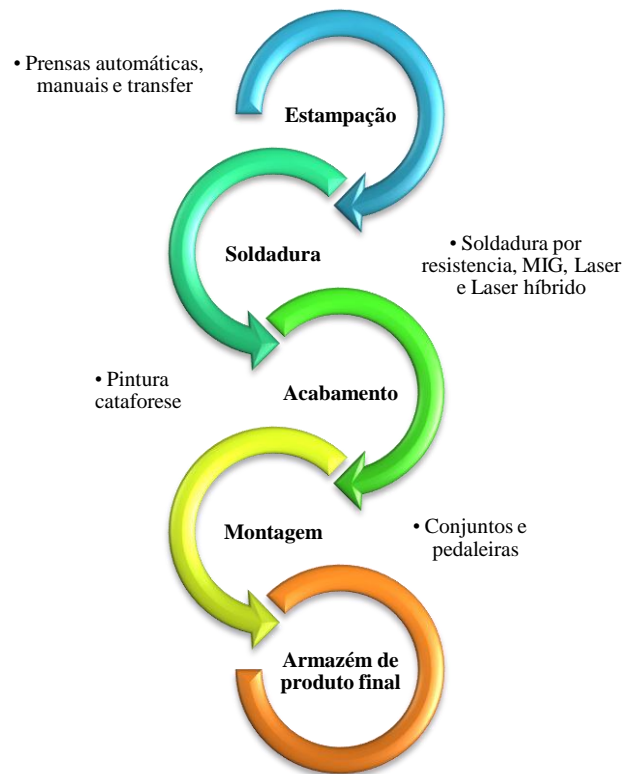 • Prensas automáticas,
manuais e transfer
Estampação
Soldadura
• Soldadura por
resistencia, MIG, Laser
e Laser híbrido
• Pintura
cataforese
Acabamento
Montagem
• Conjuntos e
pedaleiras
Armazém de
produto final